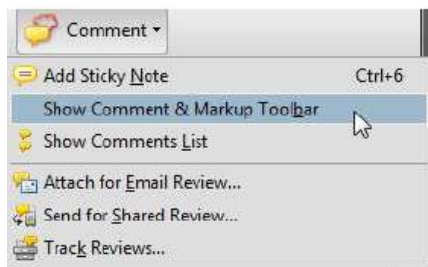 Comment
Add Sticky Note Ctrl+6
Show Comment & Markup Toolbar
Show Comments List
Attach for Email Review...
Send for Shared Review...
Track Reviews...